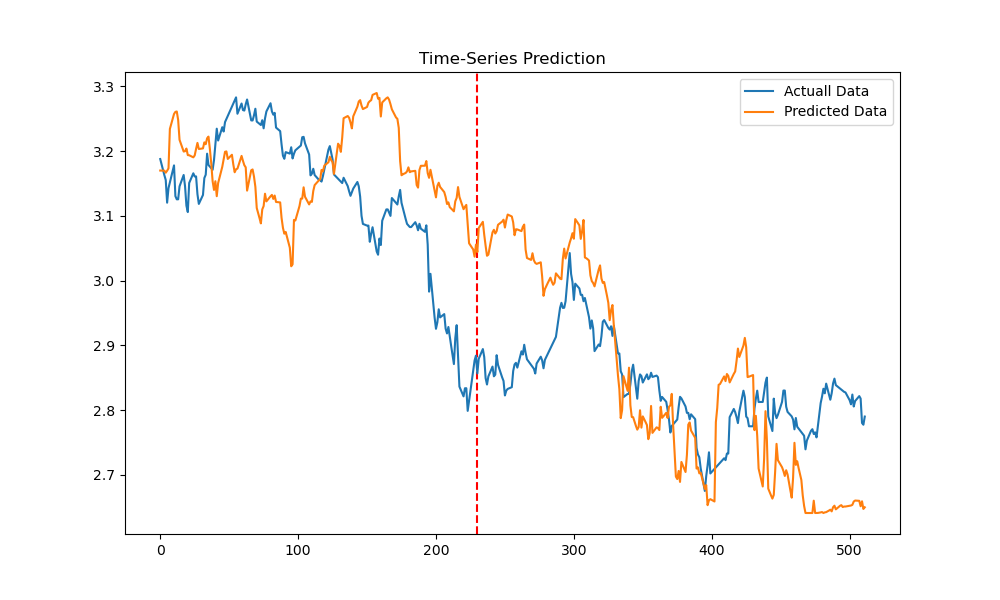 Time-Series Prediction
Actuall Data
Predicted Data
3.3
3.2
3.1
3.0
2.9
2.8
2.7
0 100 200 300 400 500